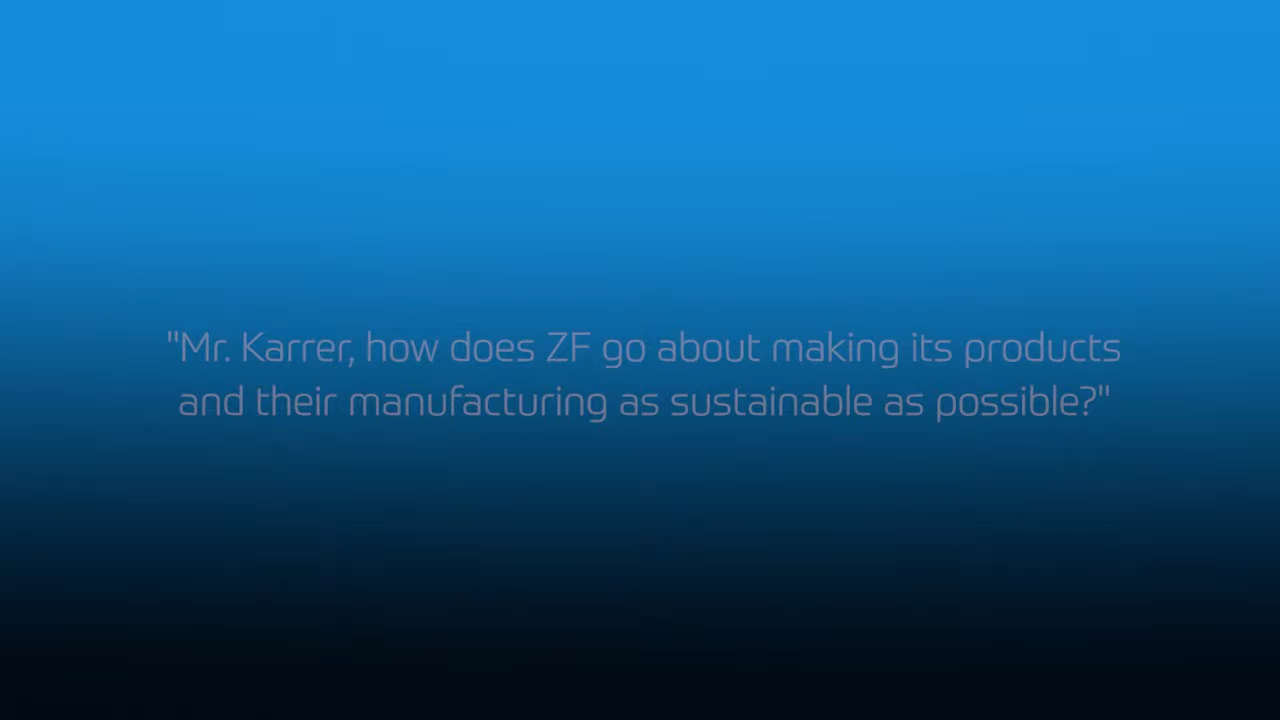 "Mr. Karrer, how does ZF go about making its products
and their manufacturing as sustainable as possible?"